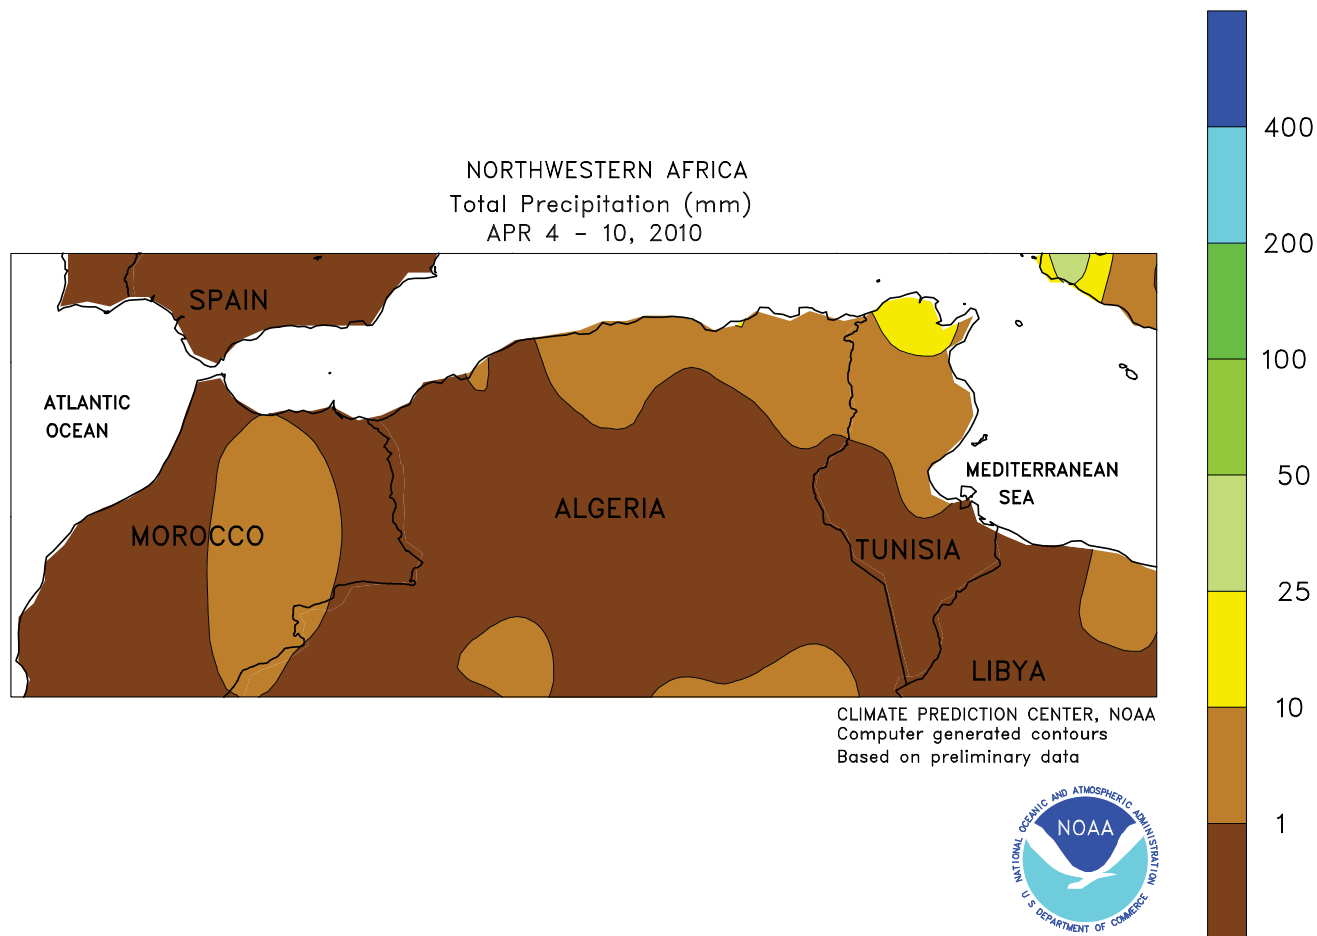 NORTHWESTERN AFRICA
Total Precipitation (mm)
APR 4 - 10, 2010
SPAIN
ATLANTIC
OCEAN
MEDITERRANEAN
SEA
MOROCCO
ALGERIA
TUNISIA
LIBYA
CLIMATE PREDICTION CENTER, NOAA
Computer generated contours
Based on preliminary data
400
200
100
50
25
10
1
NATIONAL OCEANIC AND ATMOSPHERIC ADMINISTRATION
NOAA
U S DEPARTMENT OF COMMERCE